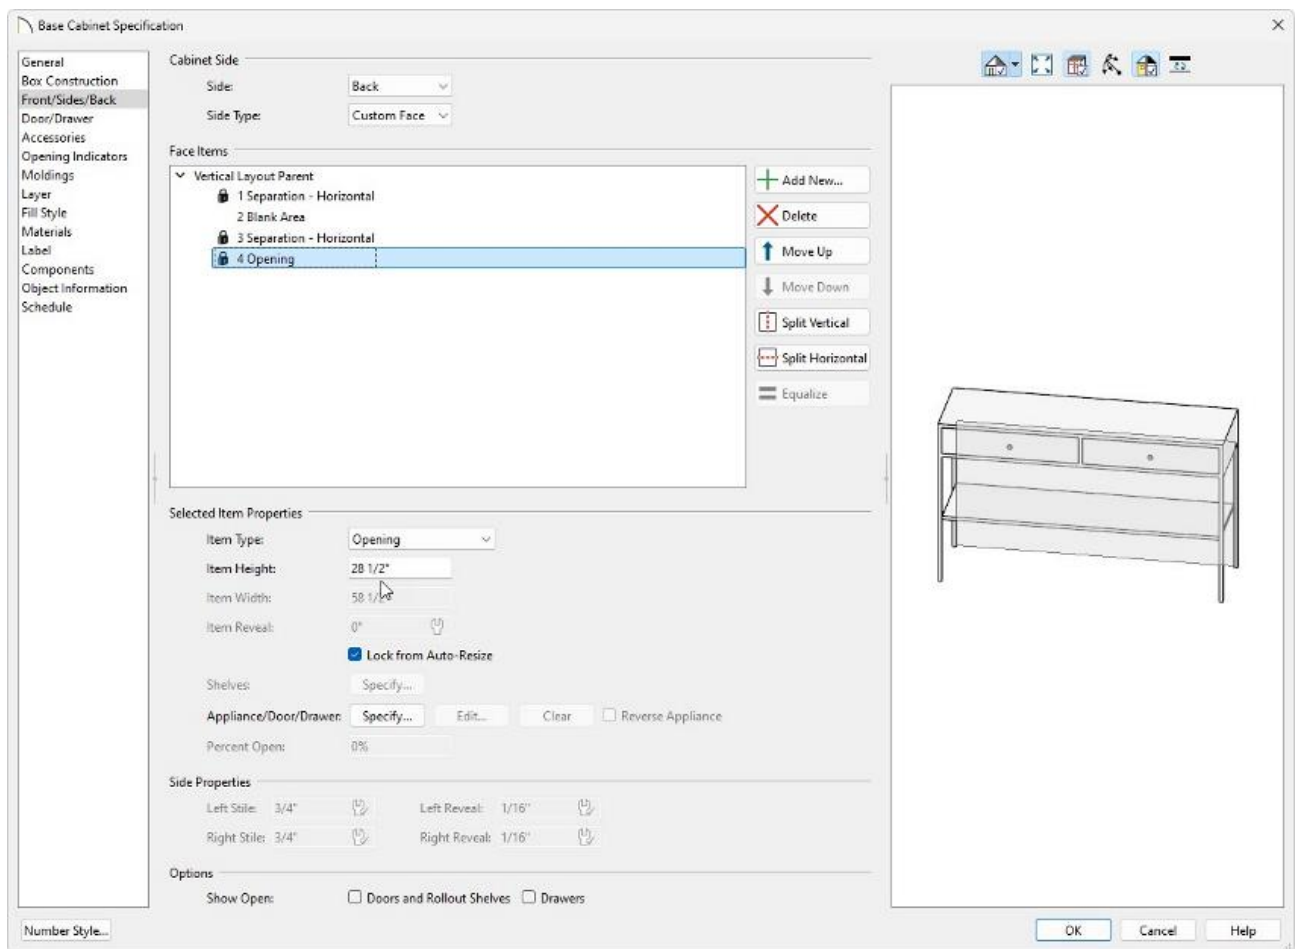 Base Cabinet Specification
General
Box Construction
Front/Sides/Back
Door/Drawer
Accessories
Opening Indicators
Moldings
Layer
Fill Style
Materials
Label
Components
Object Information
Schedule
Cabinet Side
Side: Back
Side Type: Custom Face
Face Items
Vertical Layout Parent
1 Separation - Horizontal
2 Blank Area
3 Separation - Horizontal
4 Opening
Add New...
Delete
Move Up
Move Down
Split Vertical
Split Horizontal
Equalize
Selected Item Properties
Item Type: Opening
Item Height: 28 1/2"
Item Width: 58 1/2"
Item Reveal: 0"
Lock from Auto-Resize
Shelves: Specify...
Appliance/Door/Drawer: Specify... Edit... Clear Reverse Appliance
Percent Open: 0%
Side Properties
Left Stile: 3/4" Left Reveal: 1/16"
Right Stile: 3/4" Right Reveal: 1/16"
Options
Show Open: Doors and Rollout Shelves Drawers
Number Style... OK Cancel Help